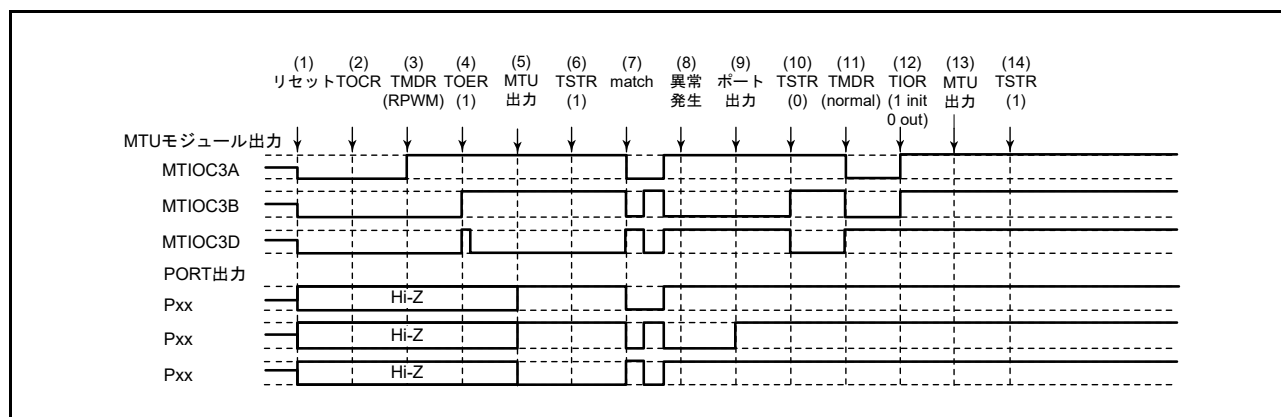 (1) (2) (3) (4) (5) (6) (7) (8) (9) (10) (11) (12) (13) (14)
リセット TOCR TMDR TOER MTU TSTR match 異常 ポート TSTR TMDR TIOR MTU TSTR
(RPWM) (1) 出力 (1) 発生 出力 (0) (normal) (1 init 出力 (1)
0 out)
MTUモジュール出力
MTIOC3A
MTIOC3B
MTIOC3D
PORT出力
Pxx Hi-Z
Pxx Hi-Z
Pxx Hi-Z